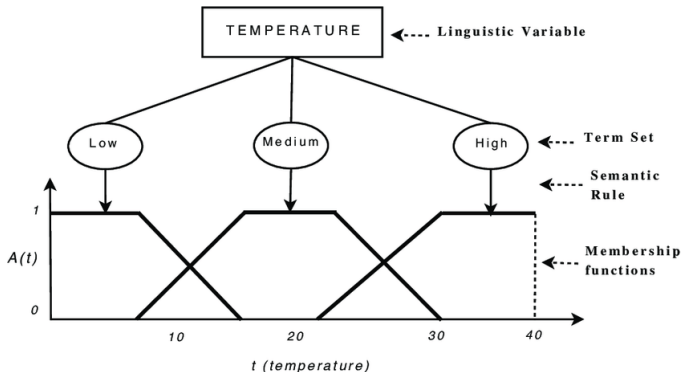 TEMPERATURE
Linguistic Variable
Low
Medium
High
Term Set
Semantic
Rule
1
A(t)
Membership
functions
0
10
20
30
40
t (temperature)